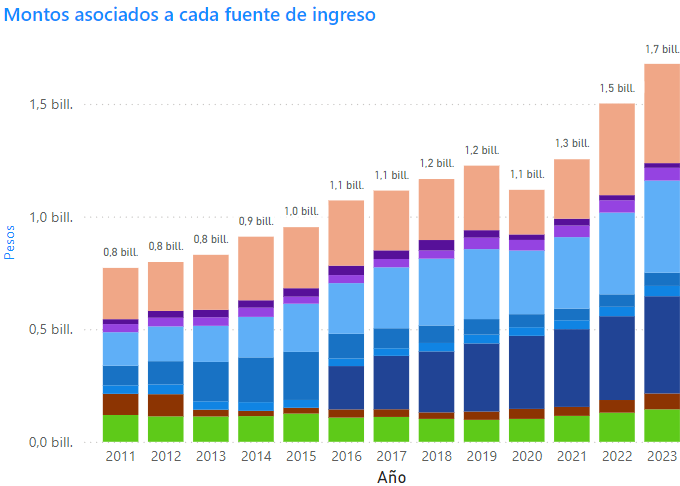 Montos asociados a cada fuente de ingreso
1,7 bill.
1,5 bill.
1,5 bill.
1,3 bill.
1,2 bill.
1,2 bill.
1,1 bill.
1,1 bill.
1,1 bill.
1,0 bill.
1,0 bill.
0,9 bill.
0,8 bill.
0,8 bill.
0,8 bill.
0,5 bill.
0,0 bill.
Pesos
2011 2012 2013 2014 2015 2016 2017 2018 2019 2020 2021 2022 2023
Año